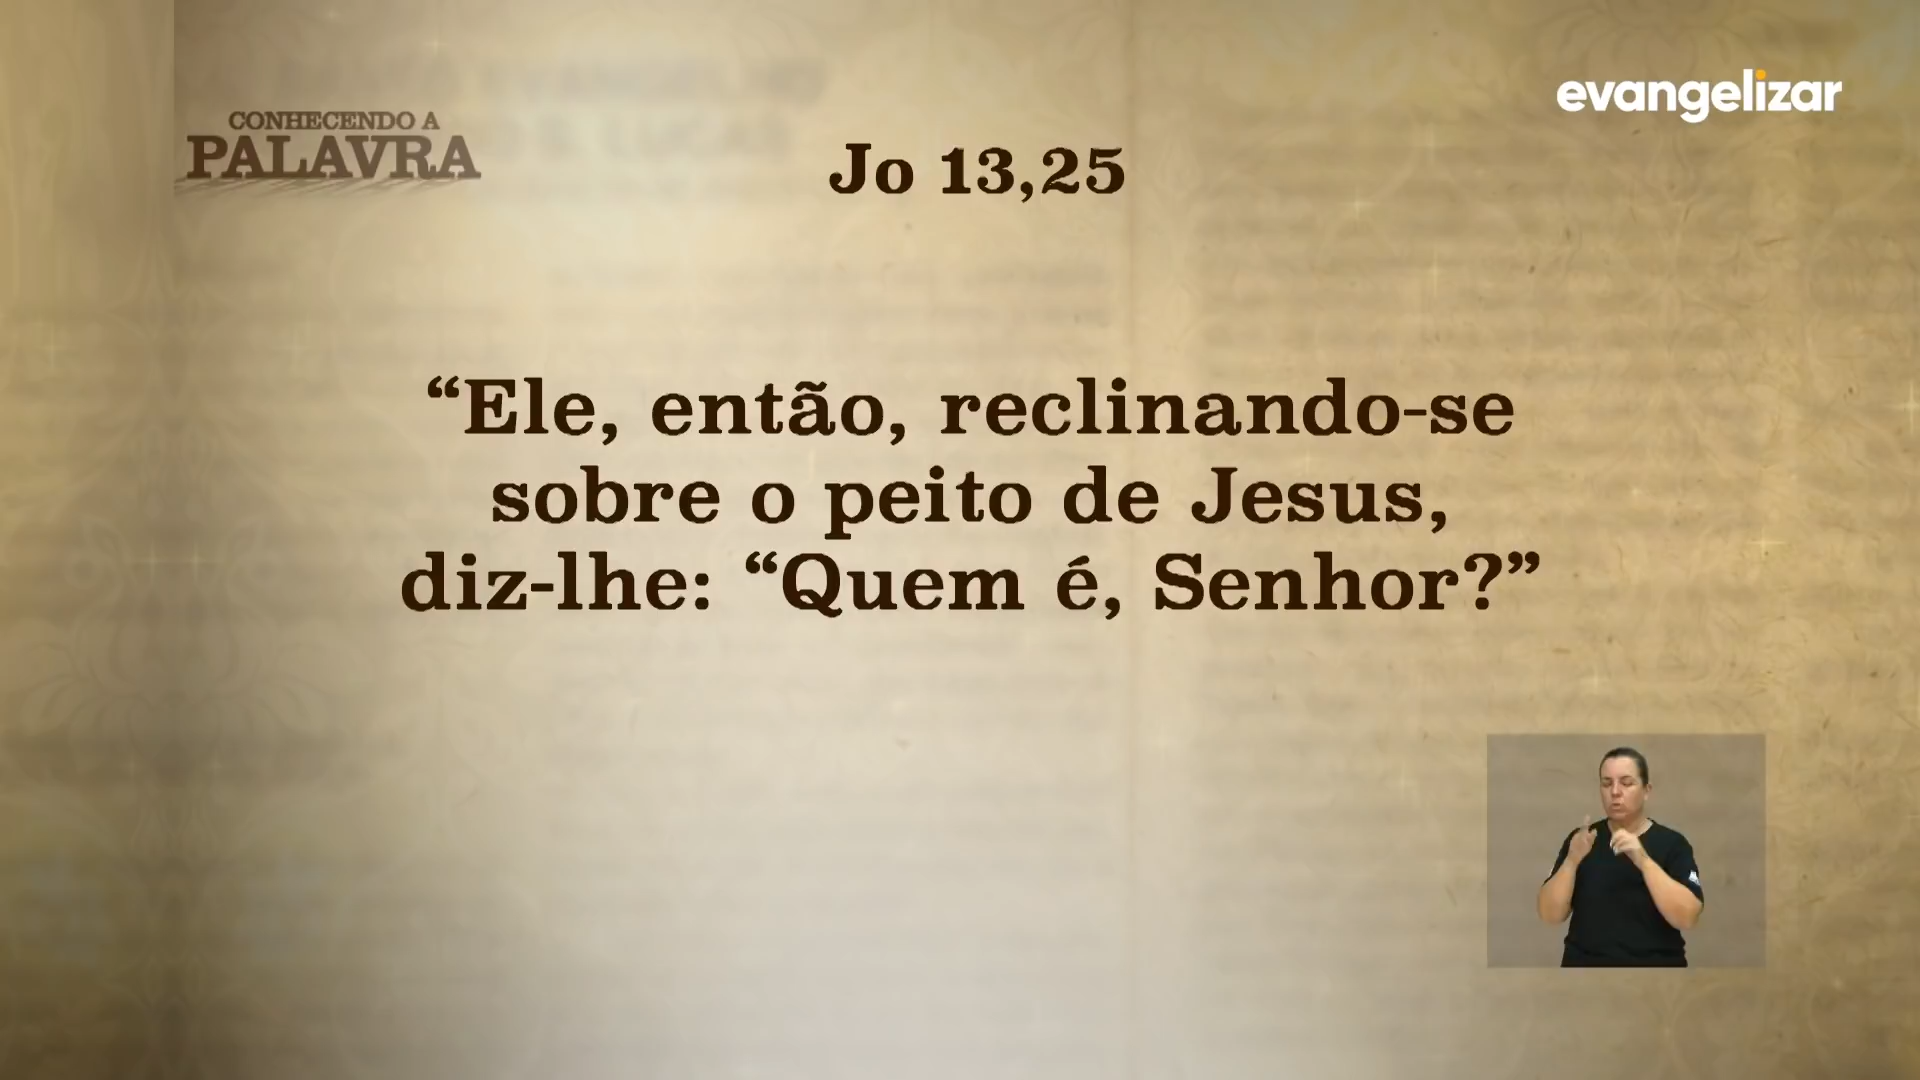 CONHECENDO A
PALAVRA
evangelizar
Jo 13,25
“Ele, então, reclinando-se
sobre o peito de Jesus,
diz-lhe: “Quem é, Senhor?”